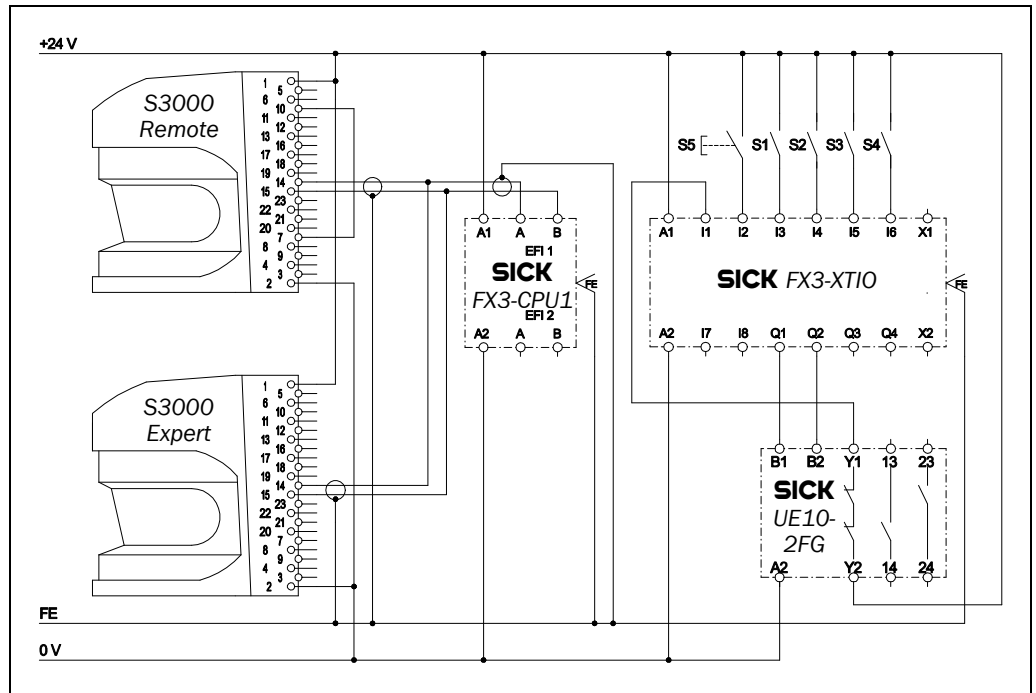 +24 V
S3000
Remote
1
5
6
10
11
12
13
16
17
18
19
14
15
23
22
21
20
7
8
9
4
3
2
S5
S1
S2
S3
S4
A1 A B
EFI 1
SICK
FX3-CPU1
EFI 2
A2 A B
FE
A1 I1 I2 I3 I4 I5 I6 X1
SICK FX3-XTIO
FE
A2 I7 I8 Q1 Q2 Q3 Q4 X2
S3000
Expert
1
5
6
10
11
12
13
16
17
18
19
14
15
23
22
21
20
7
8
9
4
3
2
B1 B2 Y1 13 23
SICK
UE10-
2FG
A2 Y2 14 24
FE
0 V